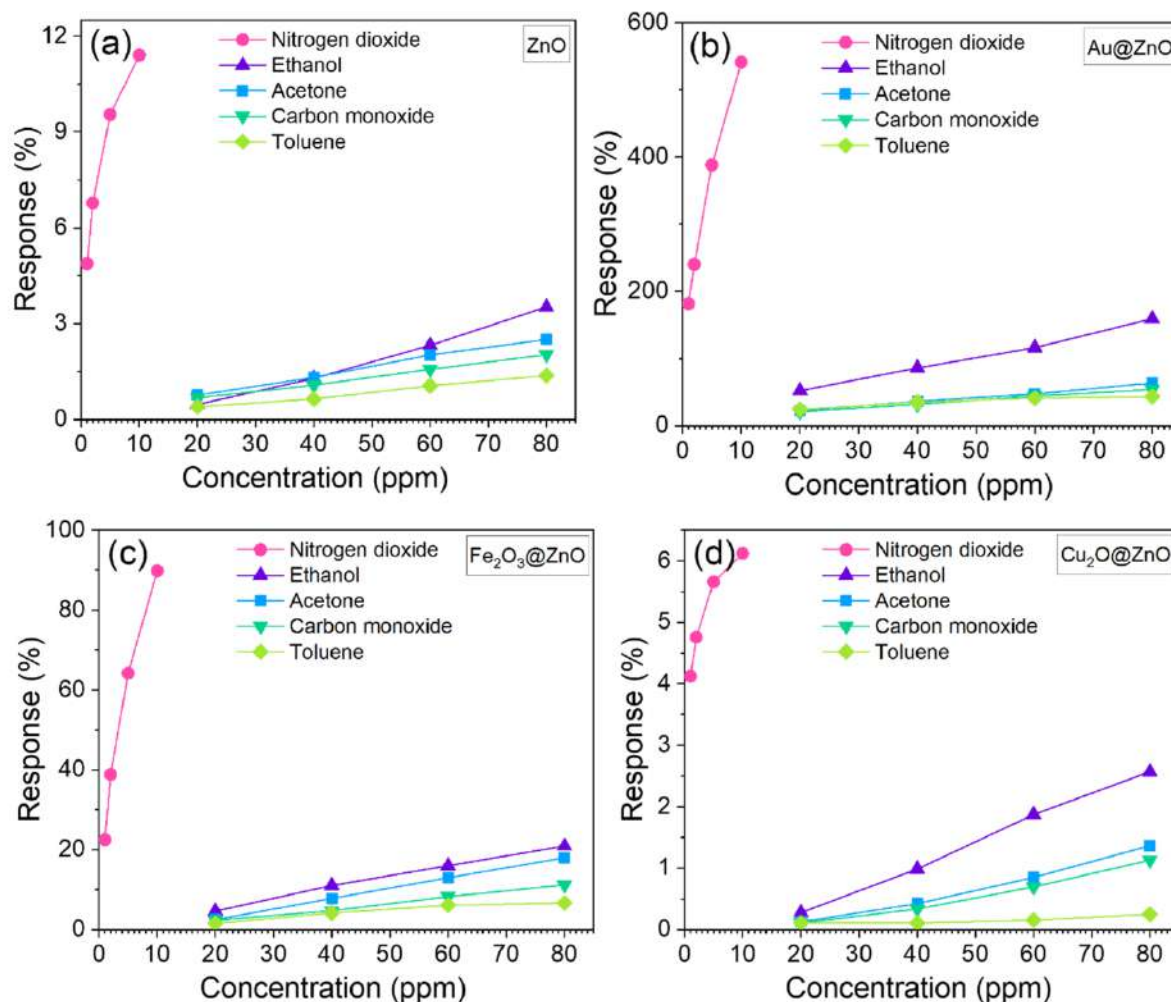 (a)
ZnO
Nitrogen dioxide
Ethanol
Acetone
Carbon monoxide
Toluene
Response (%)
12
9
6
3
0
0 10 20 30 40 50 60 70 80
Concentration (ppm)
(b)
Au@ZnO
Nitrogen dioxide
Ethanol
Acetone
Carbon monoxide
Toluene
Response (%)
600
400
200
0
0 10 20 30 40 50 60 70 80
Concentration (ppm)
(c)
Fe₂O₃@ZnO
Nitrogen dioxide
Ethanol
Acetone
Carbon monoxide
Toluene
Response (%)
100
80
60
40
20
0
0 10 20 30 40 50 60 70 80
Concentration (ppm)
(d)
Cu₂O@ZnO
Nitrogen dioxide
Ethanol
Acetone
Carbon monoxide
Toluene
Response (%)
6
5
4
3
2
1
0
0 10 20 30 40 50 60 70 80
Concentration (ppm)